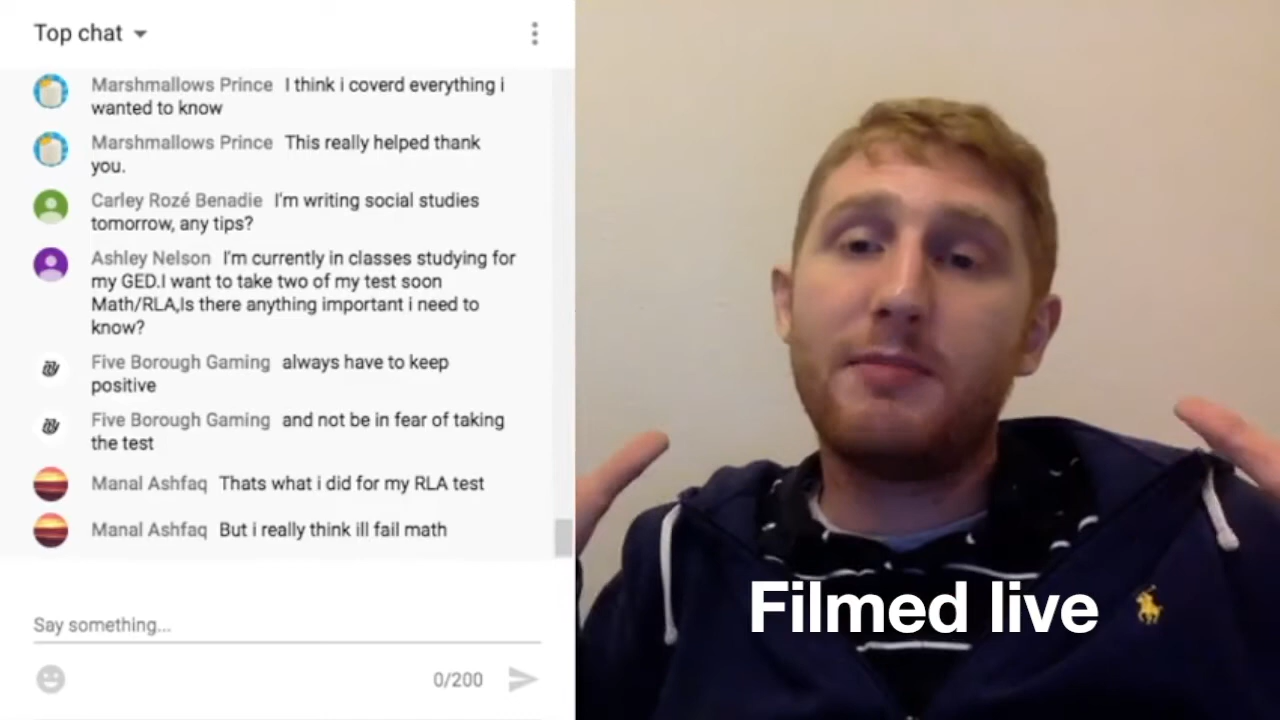 Top chat
Marshmallows Prince I think i coverd everything i
wanted to know
Marshmallows Prince This really helped thank
you.
Carley Rozé Benadie I'm writing social studies
tomorrow, any tips?
Ashley Nelson I'm currently in classes studying for
my GED.I want to take two of my test soon
Math/RLA,Is there anything important i need to
know?
Five Borough Gaming always have to keep
positive
Five Borough Gaming and not be in fear of taking
the test
Manal Ashfaq Thats what i did for my RLA test
Manal Ashfaq But i really think ill fail math
Say something...
0/200
Filmed live